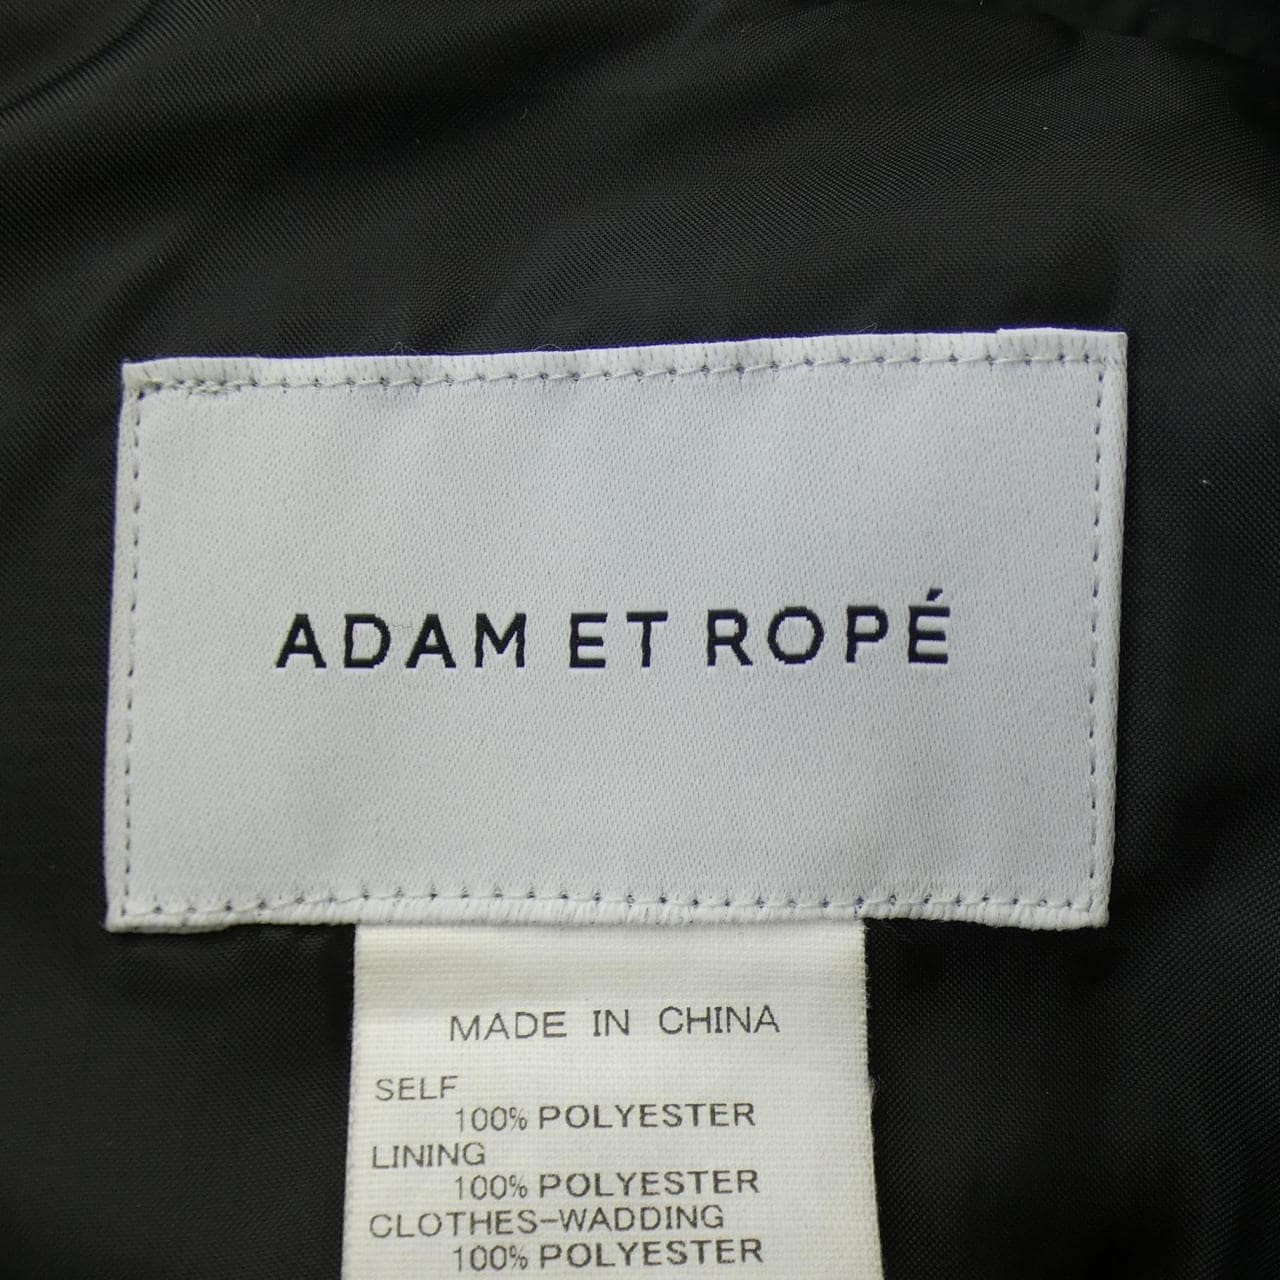 ADAM ET ROPÉ
MADE IN CHINA
SELF
100% POLYESTER
LINING
100% POLYESTER
CLOTHES-WADDING
100% POLYESTER